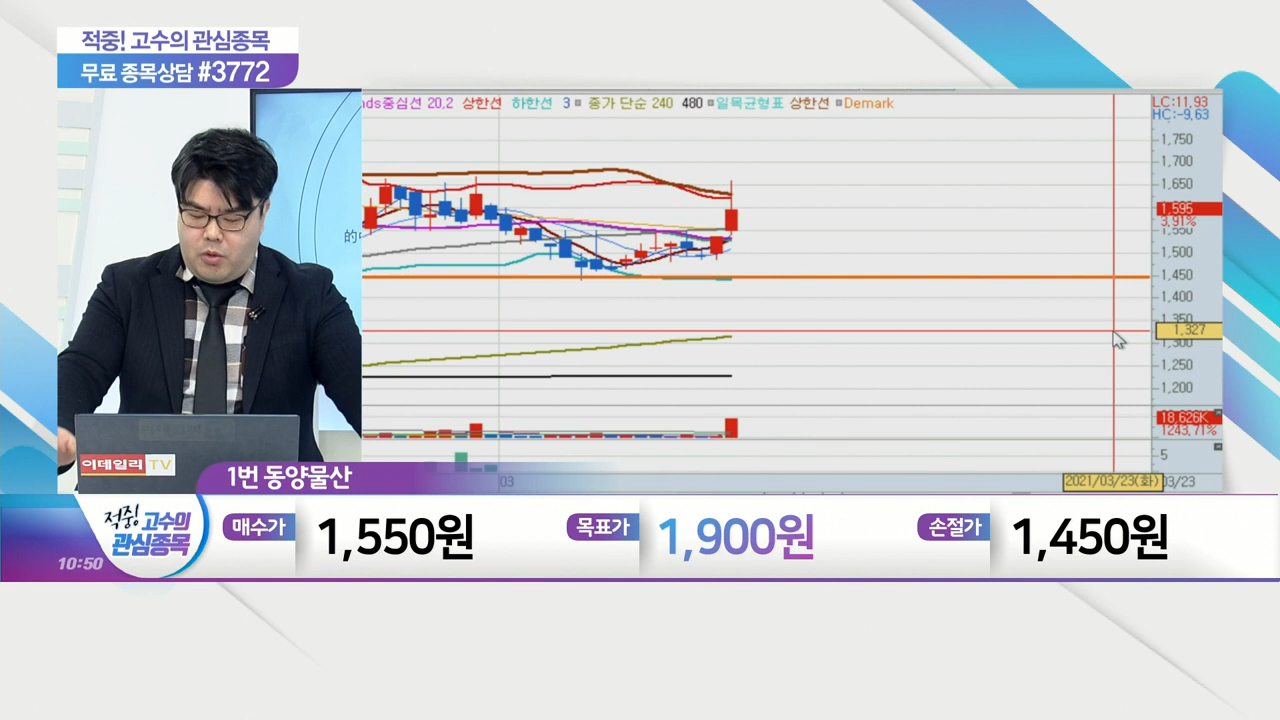 적중! 고수의 관심종목
무료 종목상담 #3772
nds중심선 20,2 상한선 하한선 3 종가 단순 240 480 일목균형표 상한선 Demark
LC:11,93
HC:-9,63
1,750
1,700
1,650
1,595
3,91%
1,550
1,500
1,450
1,400
1,350
1,327
1,300
1,250
1,200
18,626K
1243,71%
5
的
이데일리 TV
03
2021/03/23(화)
03/23
1번 동양물산
적중! 고수의
관심종목
10:50
매수가 1,550원
목표가 1,900원
손절가 1,450원